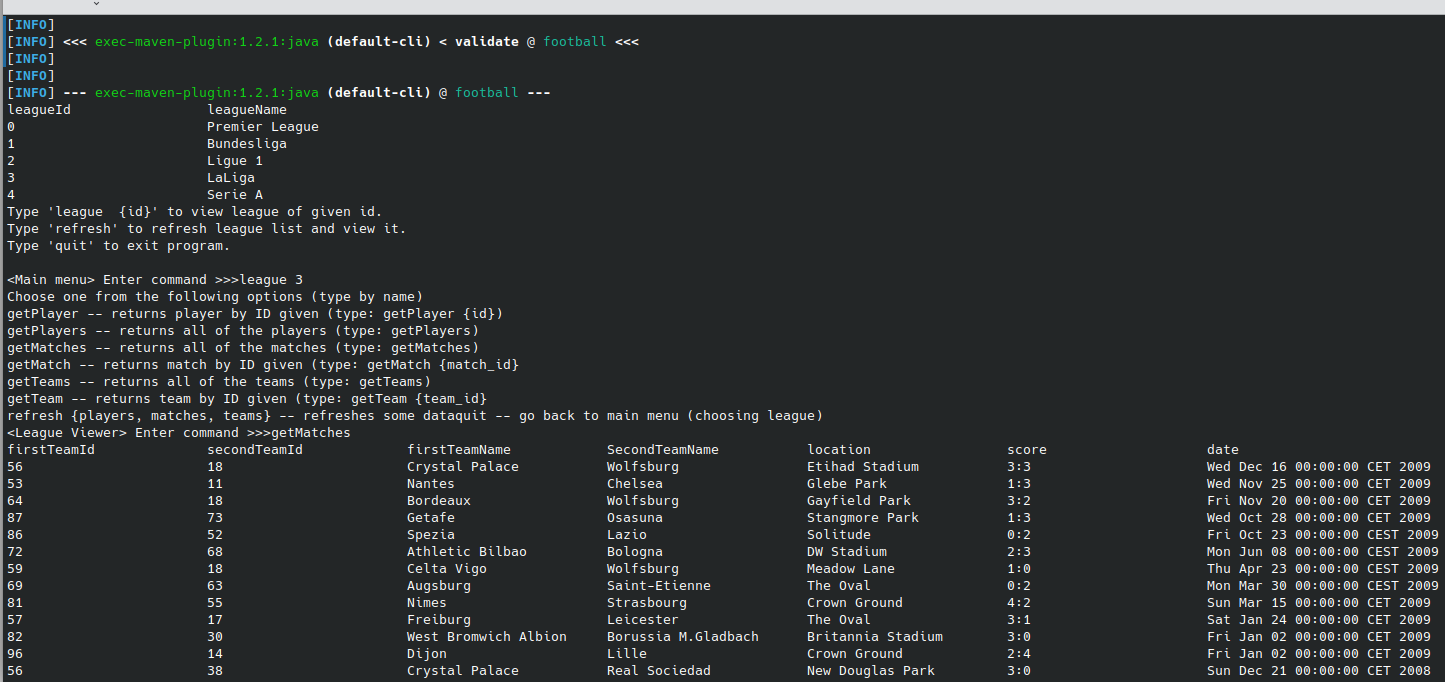 [INFO]
[INFO] <<< exec-maven-plugin:1.2.1:java (default-cli) < validate @ football <<<
[INFO]
[INFO]
[INFO] --- exec-maven-plugin:1.2.1:java (default-cli) @ football ---
leagueId leagueName
0 Premier League
1 Bundesliga
2 Ligue 1
3 LaLiga
4 Serie A
Type 'league  {id}' to view league of given id.
Type 'refresh' to refresh league list and view it.
Type 'quit' to exit program.
<Main menu> Enter command >>>league 3
Choose one from the following options (type by name)
getPlayer -- returns player by ID given (type: getPlayer {id})
getPlayers -- returns all of the players (type: getPlayers)
getMatches -- returns all of the matches (type: getMatches)
getMatch -- returns match by ID given (type: getMatch {match_id}
getTeams -- returns all of the teams (type: getTeams)
getTeam -- returns team by ID given (type: getTeam {team_id}
refresh {players, matches, teams} -- refreshes some dataquit -- go back to main menu (choosing league)
<League Viewer> Enter command >>>getMatches
firstTeamId secondTeamId firstTeamName SecondTeamName location score date
56 18 Crystal Palace Wolfsburg Etihad Stadium 3:3 Wed Dec 16 00:00:00 CET 2009
53 11 Nantes Chelsea Glebe Park 1:3 Wed Nov 25 00:00:00 CET 2009
64 18 Bordeaux Wolfsburg Gayfield Park 3:2 Fri Nov 20 00:00:00 CET 2009
87 73 Getafe Osasuna Stangmore Park 1:3 Wed Oct 28 00:00:00 CET 2009
86 52 Spezia Lazio Solitude 0:2 Fri Oct 23 00:00:00 CEST 2009
72 68 Athletic Bilbao Bologna DW Stadium 2:3 Mon Jun 08 00:00:00 CEST 2009
59 18 Celta Vigo Wolfsburg Meadow Lane 1:0 Thu Apr 23 00:00:00 CEST 2009
69 63 Augsburg Saint-Etienne The Oval 0:2 Mon Mar 30 00:00:00 CEST 2009
81 55 Nimes Strasbourg Crown Ground 4:2 Sun Mar 15 00:00:00 CET 2009
57 17 Freiburg Leicester The Oval 3:1 Sat Jan 24 00:00:00 CET 2009
82 30 West Bromwich Albion Borussia M.Gladbach Britannia Stadium 3:0 Fri Jan 02 00:00:00 CET 2009
96 14 Dijon Lille Crown Ground 2:4 Fri Jan 02 00:00:00 CET 2009
56 38 Crystal Palace Real Sociedad New Douglas Park 3:0 Sun Dec 21 00:00:00 CET 2008